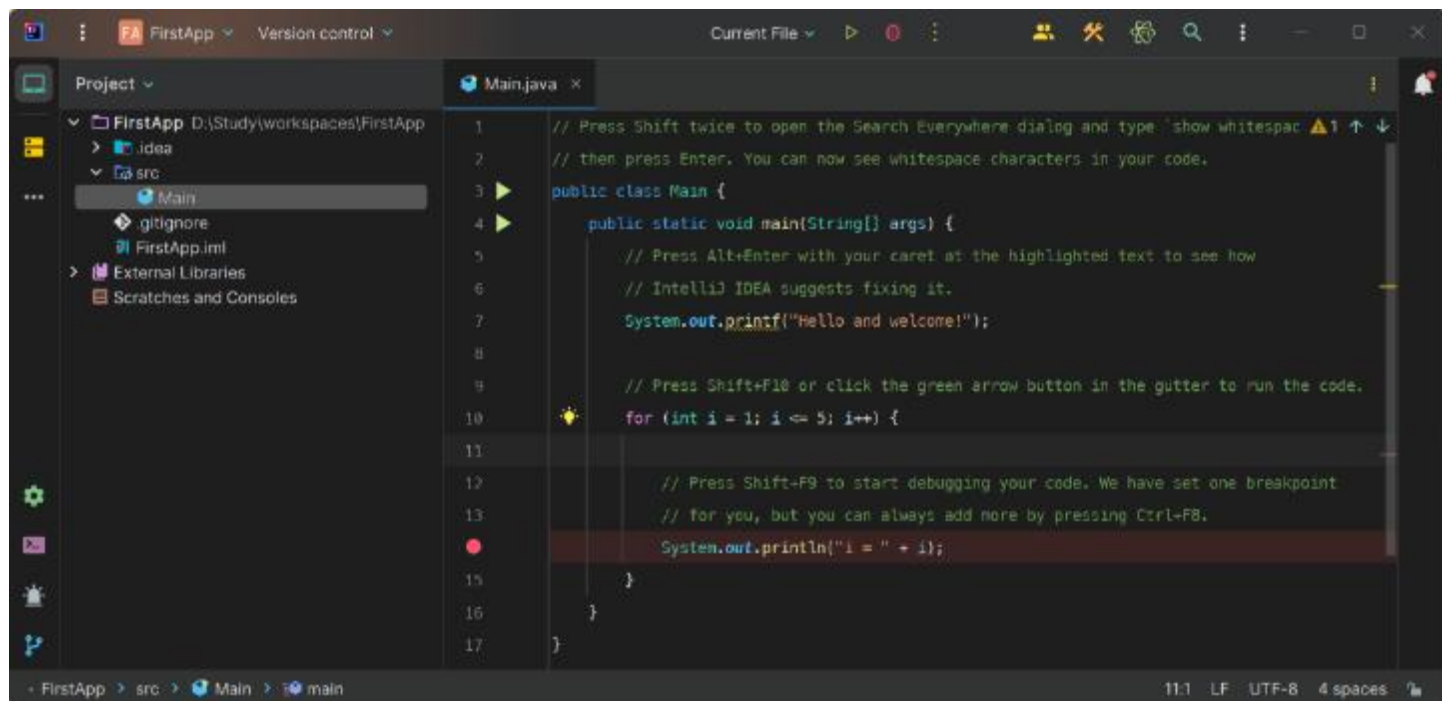 FA FirstApp Version control Current File
Project
Main.java
FirstApp D:\Study\workspaces\FirstApp
.idea
src
Main
.gitignore
FirstApp.iml
External Libraries
Scratches and Consoles
1 // Press Shift twice to open the Search Everywhere dialog and type `show whitespac 1
2 // then press Enter. You can now see whitespace characters in your code.
3 public class Main {
4 public static void main(String[] args) {
5 // Press Alt+Enter with your caret at the highlighted text to see how
6 // IntelliJ IDEA suggests fixing it.
7 System.out.printf("Hello and welcome!");
8
9 // Press Shift+F10 or click the green arrow button in the gutter to run the code.
10 for (int i = 1; i <= 5; i++) {
11
12 // Press Shift+F9 to start debugging your code. We have set one breakpoint
13 // for you, but you can always add more by pressing Ctrl+F8.
System.out.println("i = " + i);
15 }
16 }
17 }
FirstApp > src > Main > main
11:1 LF UTF-8 4 spaces